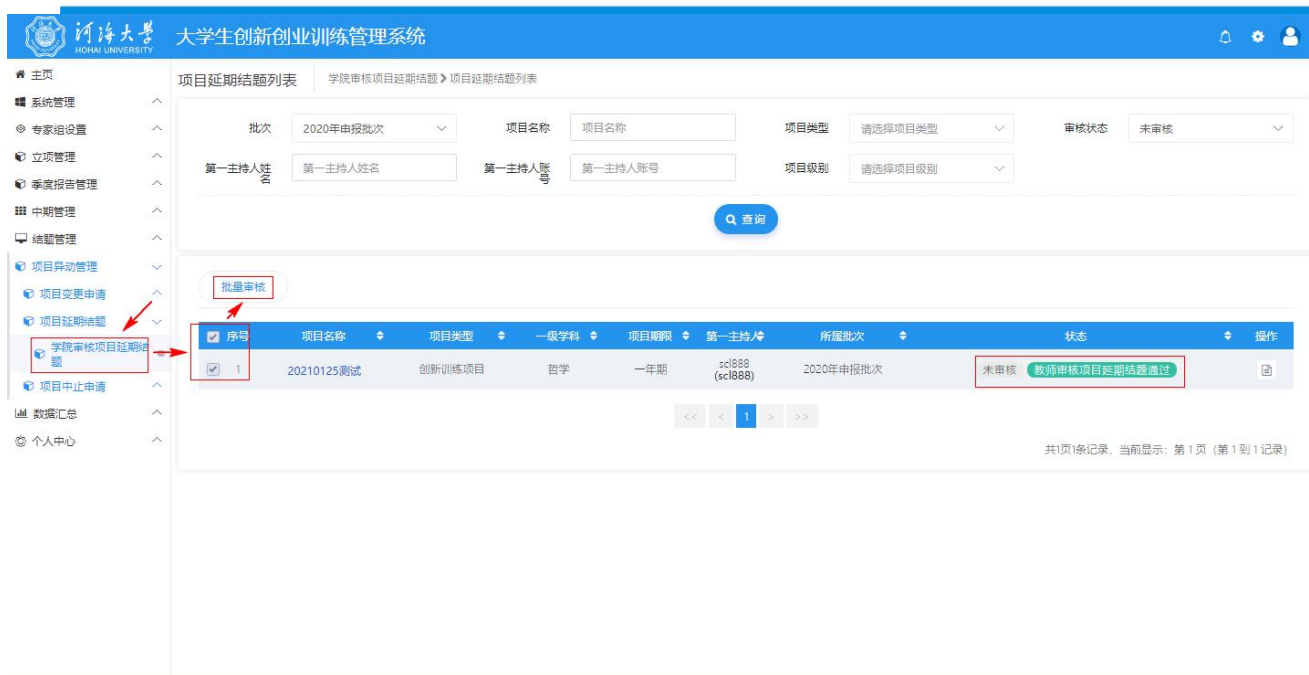 河海大學
HOHAI UNIVERSITY
大学生创新创业训练管理系统
主页
系统管理
专家组设置
立项管理
季度报告管理
中期管理
结题管理
项目异动管理
项目变更申请
项目延期结题
学院审核项目延期结
题
项目中止申请
数据汇总
个人中心
项目延期结题列表 学院审核项目延期结题 > 项目延期结题列表
批次 2020年申报批次 项目名称 项目名称 项目类型 请选择项目类型 审核状态 未审核
第一主持人姓名 第一主持人姓名 第一主持人账号 第一主持人账号 项目级别 请选择项目级别
查询
批量审核
序号 项目名称 项目类型 一级学科 项目期限 第一主持人 所属批次 状态 操作
1 20210125测试 创新训练项目 哲学 一年期 scl888 (scl888) 2020年申报批次 未审核 教师审核项目延期结题通过
<< < 1 > >>
共1页1条记录, 当前显示: 第 1 页 (第 1 到 1 记录)